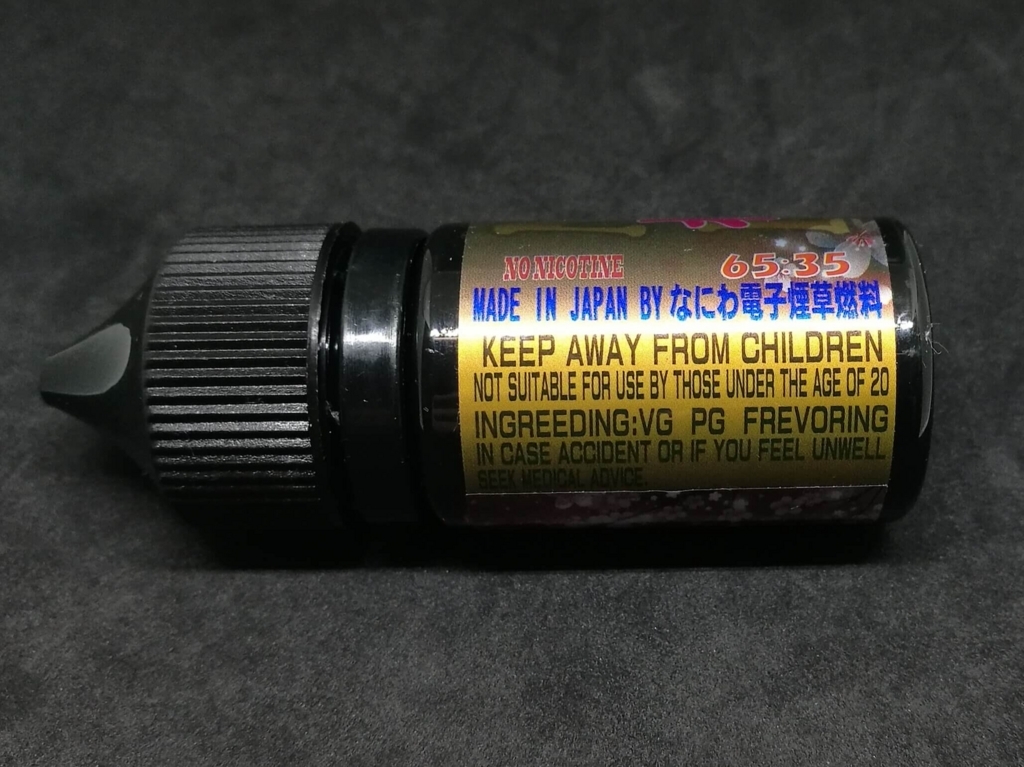 NO NICOTINE 65:35
MADE IN JAPAN BY なにわ電子煙草燃料
KEEP AWAY FROM CHILDREN
NOT SUITABLE FOR USE BY THOSE UNDER THE AGE OF 20
INGREEDING:VG PG FREVORING
IN CASE ACCIDENT OR IF YOU FEEL UNWELL
SEEK MEDICAL ADVICE.